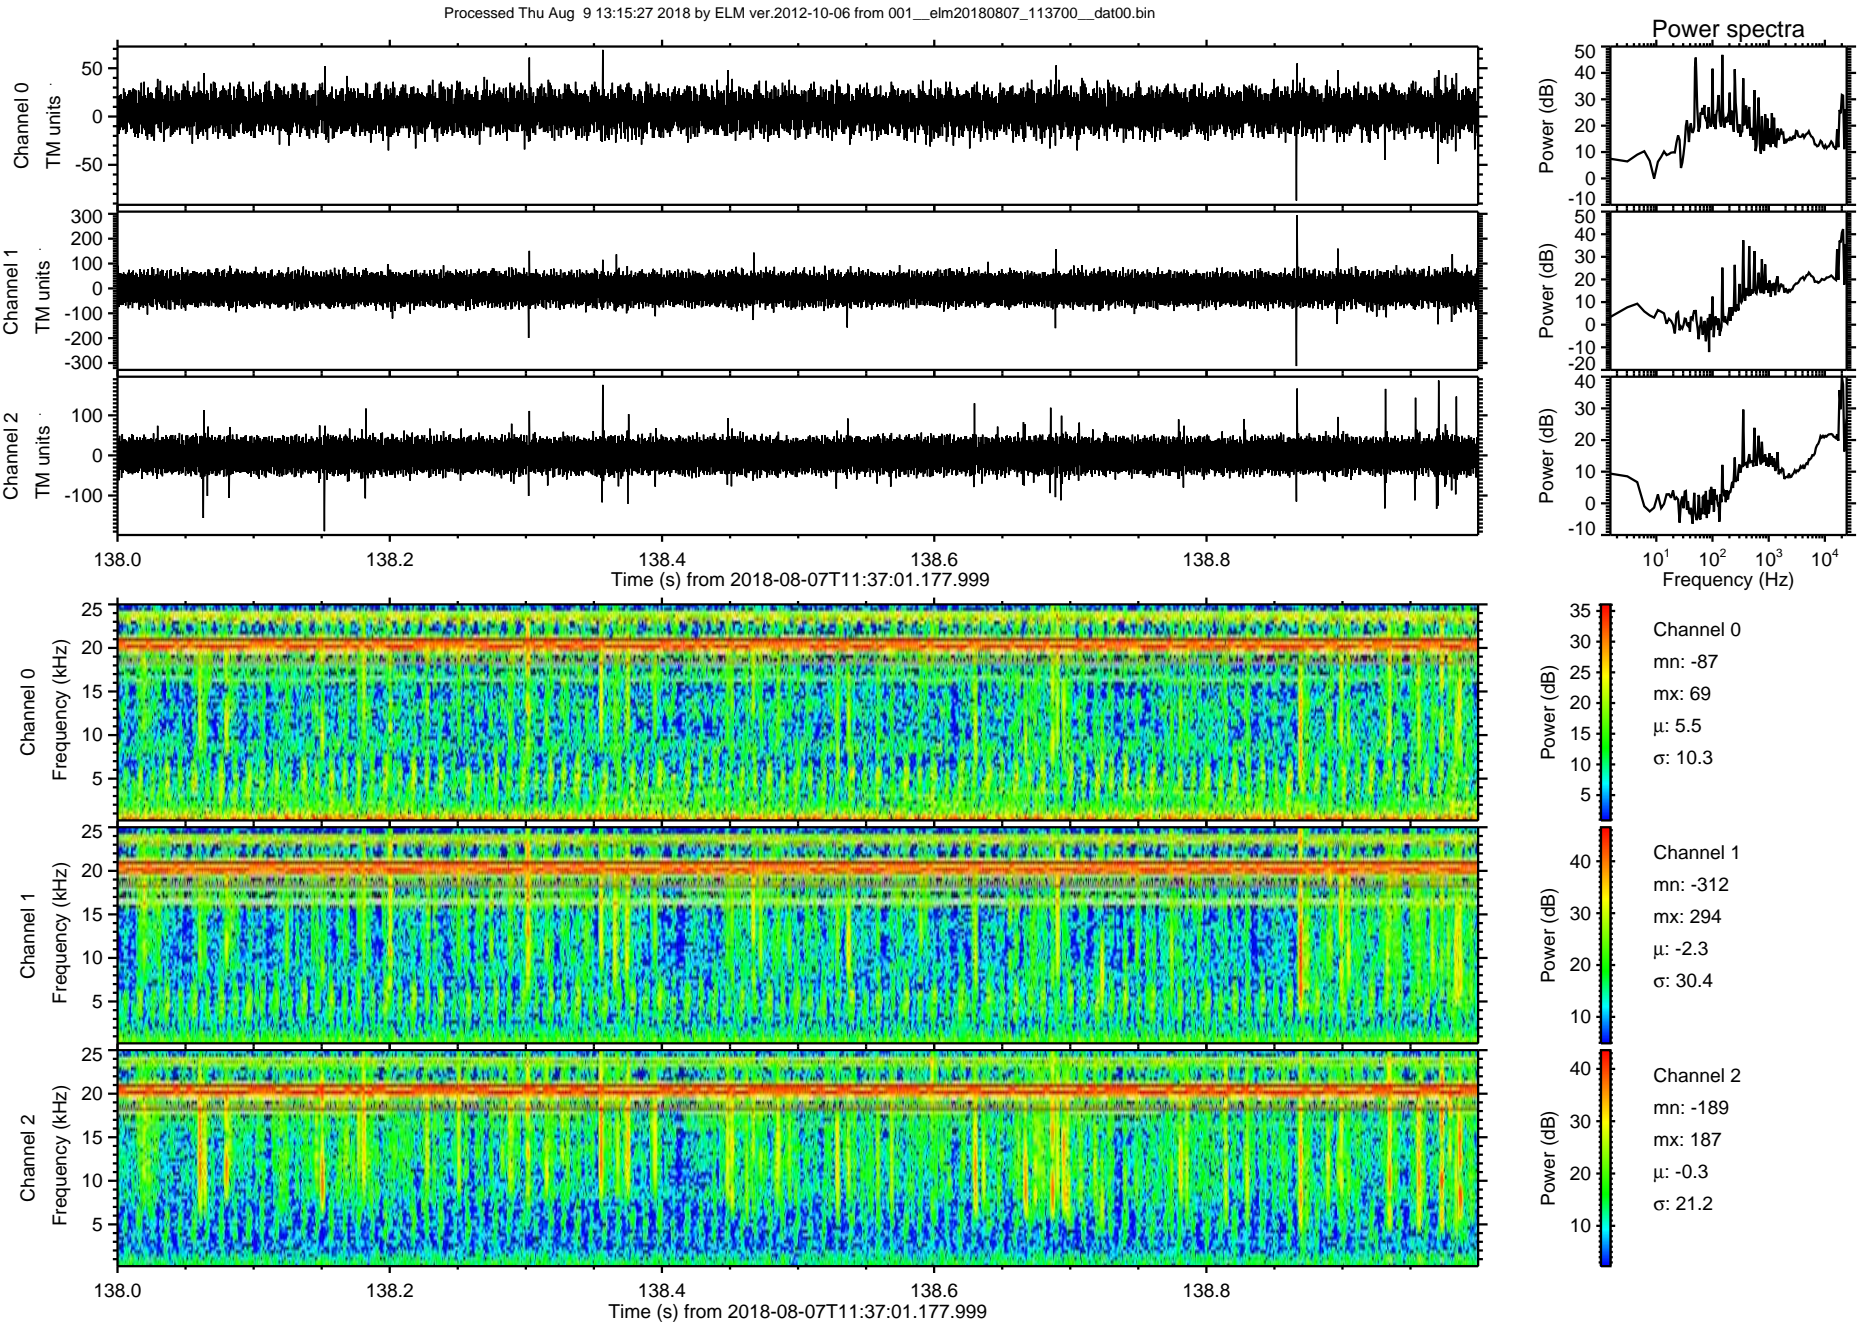 Processed Thu Aug  9 13:15:27 2018 by ELM ver.2012-10-06 from 001__elm20180807_113700__dat00.bin
Power spectra
Channel 0
TM units
50
0
-50
Power (dB)
50
40
30
20
10
0
-10
Channel 1
TM units
300
200
100
0
-100
-200
-300
Power (dB)
50
40
30
20
10
0
-10
-20
Channel 2
TM units
100
0
-100
Power (dB)
40
30
20
10
0
-10
138.0 138.2 138.4 138.6 138.8
Time (s) from 2018-08-07T11:37:01.177.999
10¹ 10² 10³ 10⁴
Frequency (Hz)
Channel 0
Frequency (kHz)
25
20
15
10
5
Power (dB)
35
30
25
20
15
10
5
Channel 0
mn: -87
mx: 69
μ: 5.5
σ: 10.3
Channel 1
Frequency (kHz)
25
20
15
10
5
Power (dB)
40
30
20
10
Channel 1
mn: -312
mx: 294
μ: -2.3
σ: 30.4
Channel 2
Frequency (kHz)
25
20
15
10
5
Power (dB)
40
30
20
10
Channel 2
mn: -189
mx: 187
μ: -0.3
σ: 21.2
138.0 138.2 138.4 138.6 138.8
Time (s) from 2018-08-07T11:37:01.177.999